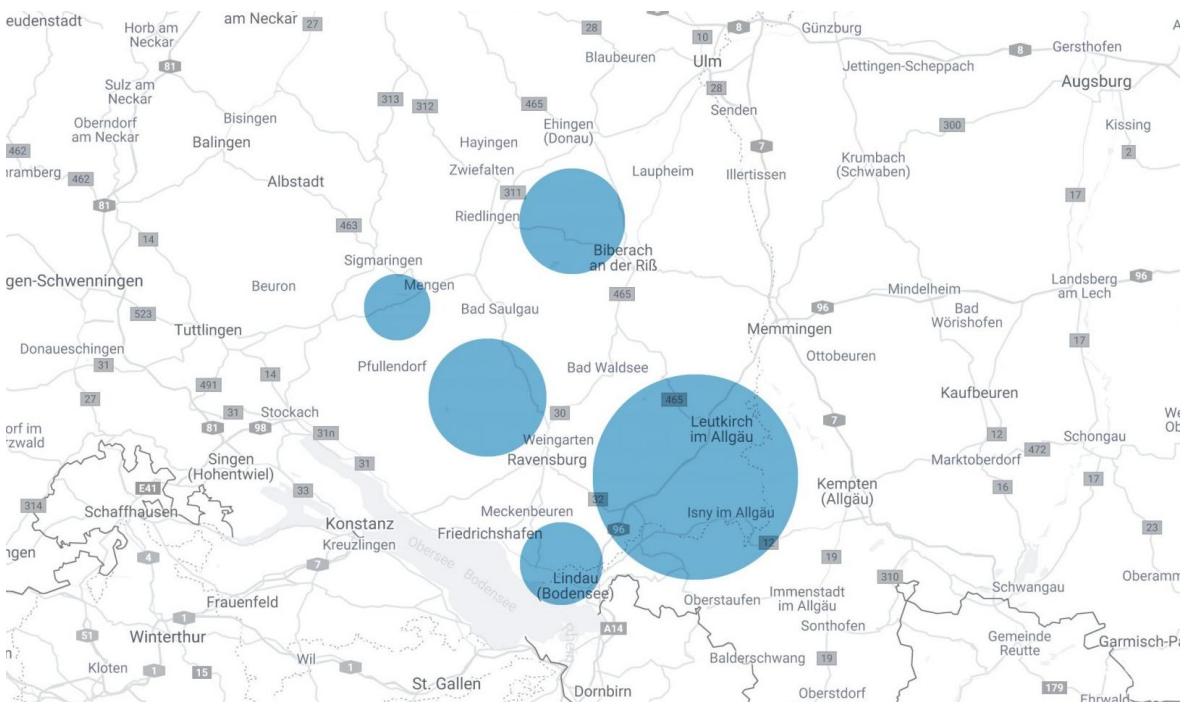 eudenstadt
Horb am
Neckar
am Neckar
27
28
10
8
Günzburg
8
Gersthofen
81
Blaubeuren
Ulm
Jettingen-Scheppach
Augsburg
Sulz am
Neckar
313
312
465
28
Senden
Oberndorf
am Neckar
Bisingen
Ehingen
(Donau)
300
Kissing
462
Balingen
Hayingen
7
2
hramberg
462
Albstadt
Zwiefalten
Laupheim
Illertissen
Krumbach
(Schwaben)
81
311
17
14
463
Riedlingen
Sigmaringen
Biberach
an der Riß
gen-Schwenningen
Beuron
Mengen
465
Mindelheim
Landsberg
am Lech
96
523
Tuttlingen
Bad Saulgau
Memmingen
96
Bad
Wörishofen
Donaueschingen
31
Pfullendorf
Bad Waldsee
Ottobeuren
17
491
14
27
31
Stockach
30
465
Kaufbeuren
orf im
rzwald
81
98
31n
Weingarten
Leutkirch
im Allgäu
7
12
472
Schongau
Singen
(Hohentwiel)
31
Ravensburg
Marktoberdorf
E41
33
32
Kempten
(Allgäu)
16
17
314
Schaffhausen
Konstanz
Meckenbeuren
Isny im Allgäu
23
ngen
4
Kreuzlingen
Friedrichshafen
96
12
7
Obersee
Bodensee
19
310
Lindau
(Bodensee)
Oberstaufen
Immenstadt
im Allgäu
Schwangau
Oberamm
Frauenfeld
1
51
Winterthur
A14
Sonthofen
Gemeinde
Reutte
Garmisch-Pa
Kloten
1
15
Wil
1
Balderschwang
19
St. Gallen
Dornbirn
Oberstdorf
179
Ehrwald